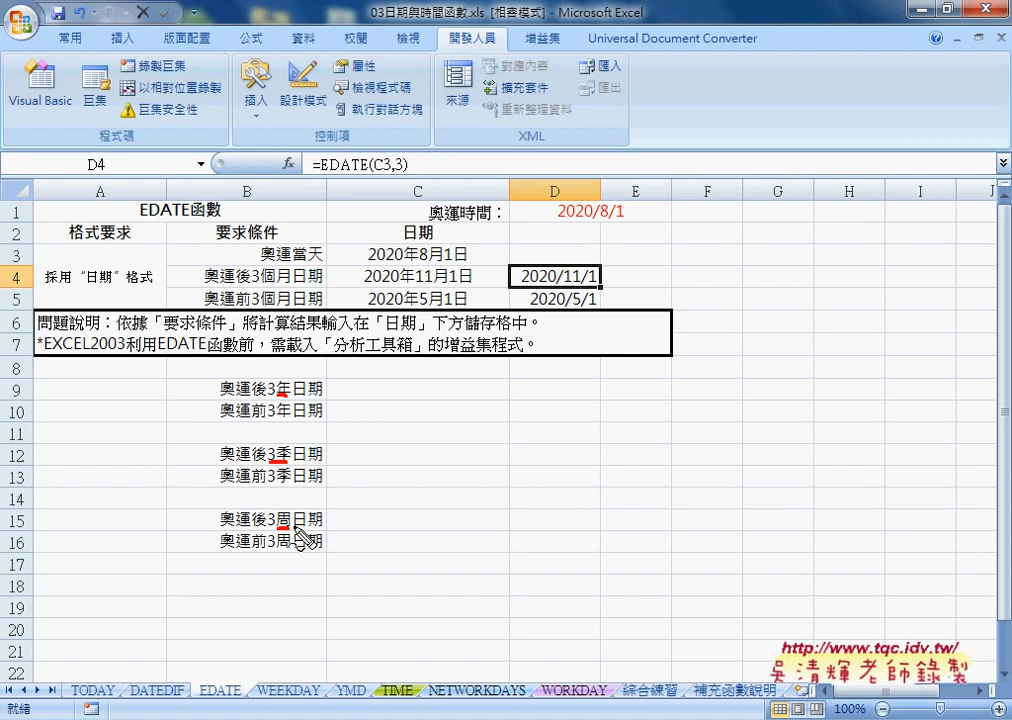 03日期與時間函數.xls [相容模式] - Microsoft Excel
常用 插入 版面配置 公式 資料 校閱 檢視 開發人員 增益集 Universal Document Converter
Visual Basic 巨集 錄製巨集 以相對位置錄製 巨集安全性 插入 設計模式 屬性 檢視程式碼 執行對話方塊 來源 對應內容 擴充套件 重新整理資料 匯入 匯出
程式碼 控制項 XML
D4 fx =EDATE(C3,3)
A B C D E F G H I J
1 EDATE函數 奧運時間： 2020/8/1
2 格式要求 要求條件 日期
3 奧運當天 2020年8月1日
4 採用“日期”格式 奧運後3個月日期 2020年11月1日 2020/11/1
5 奧運前3個月日期 2020年5月1日 2020/5/1
6 問題說明：依據「要求條件」將計算結果輸入在「日期」下方儲存格中。
7 *EXCEL2003利用EDATE函數前，需載入「分析工具箱」的增益集程式。
8
9 奧運後3年日期
10 奧運前3年日期
11
12 奧運後3季日期
13 奧運前3季日期
14
15 奧運後3周日期
16 奧運前3周日期
17
18
19
20
21
22
http://www.tqc.idv.tw/
吳清輝老師錄製
TODAY DATEDIF EDATE WEEKDAY YMD TIME NETWORKDAYS WORKDAY 綜合練習 補充函數說明
就緒 100%